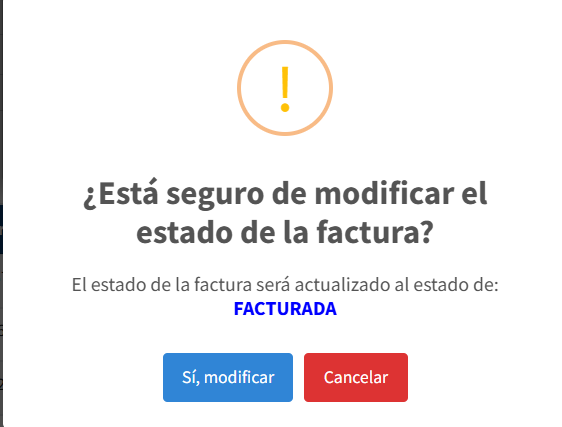 !
¿Está seguro de modificar el
estado de la factura?
El estado de la factura será actualizado al estado de:
FACTURADA
Sí, modificar
Cancelar